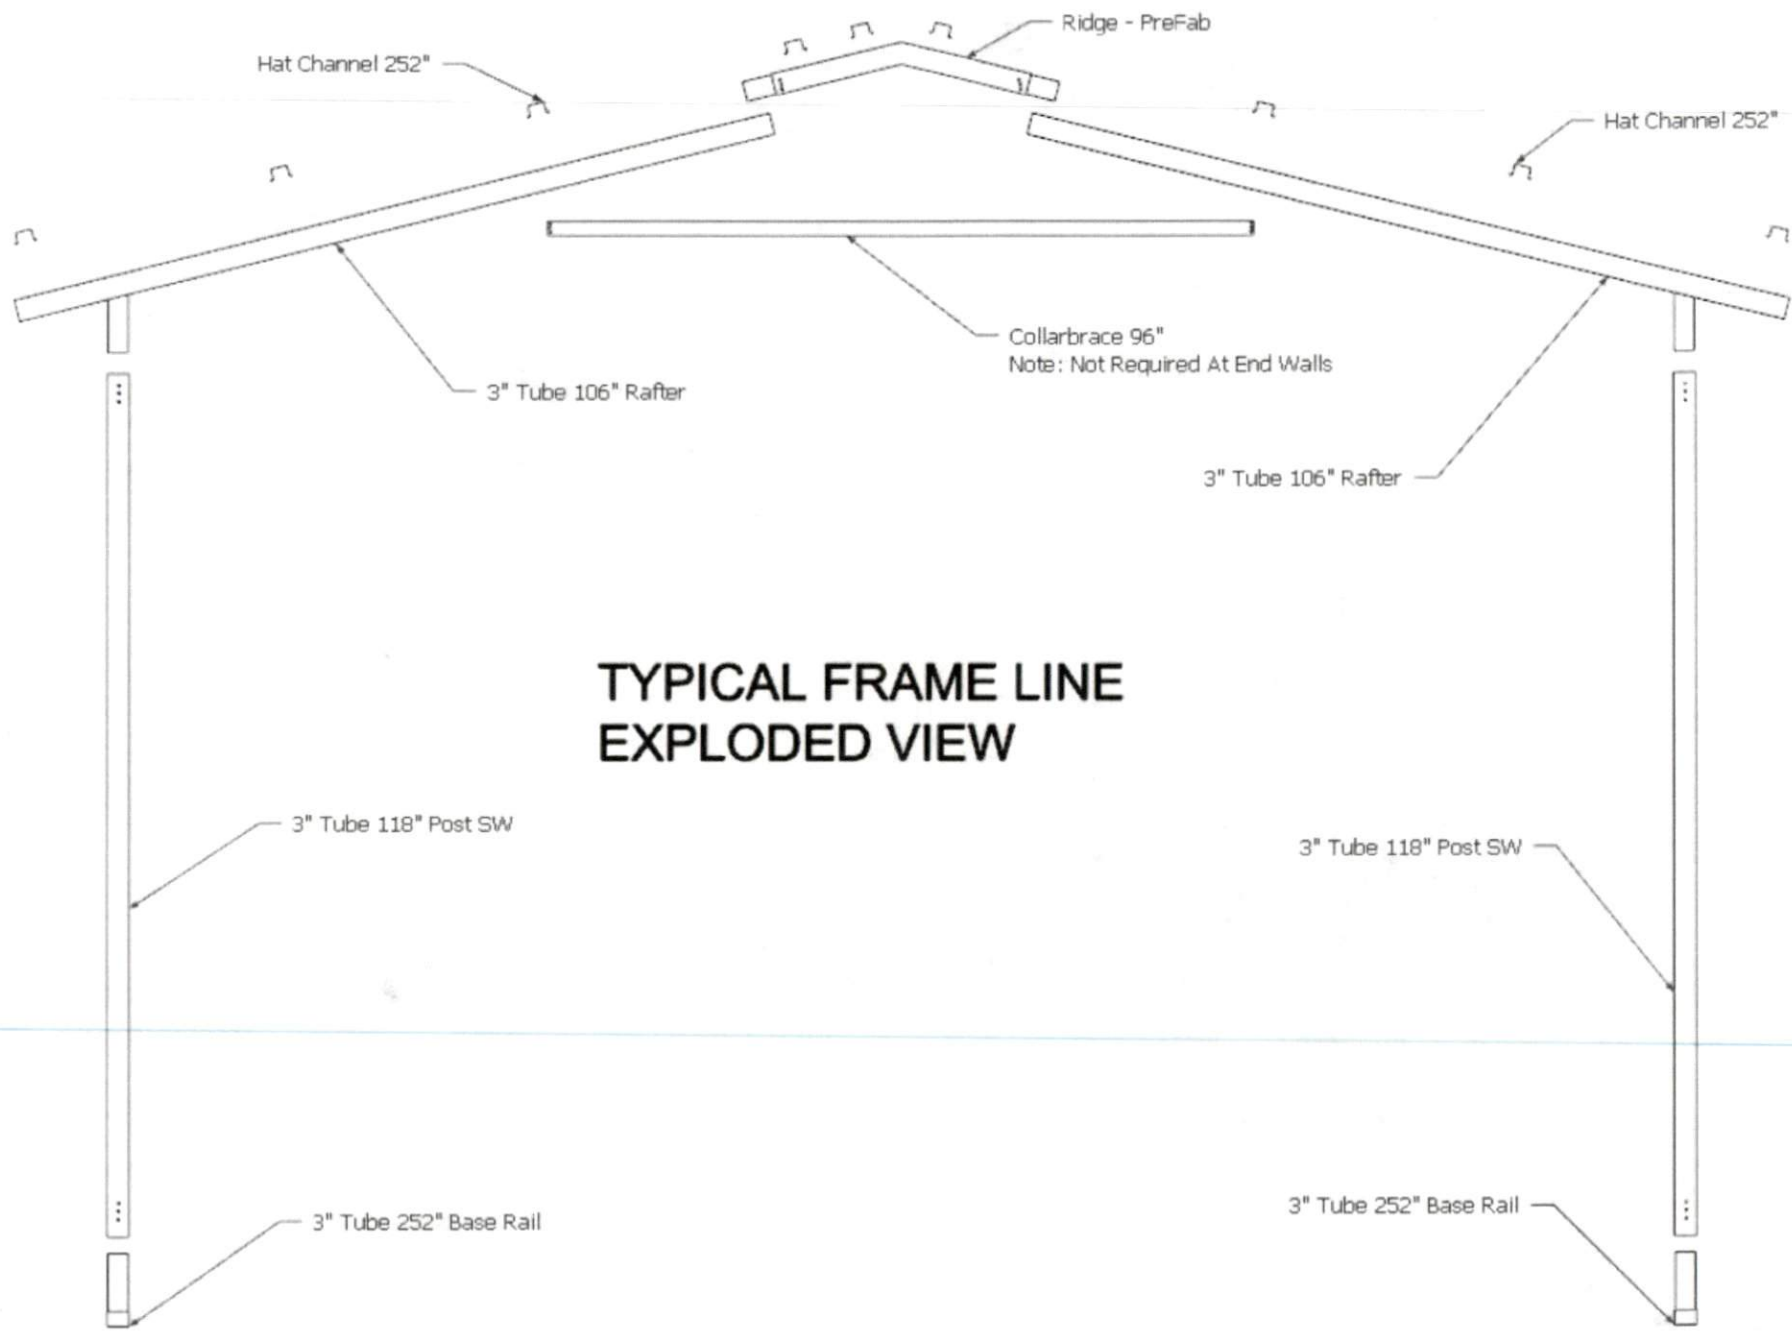 Ridge - PreFab
Hat Channel 252"
Hat Channel 252"
Collarbrace 96"
Note: Not Required At End Walls
3" Tube 106" Rafter
3" Tube 106" Rafter
TYPICAL FRAME LINE
EXPLODED VIEW
3" Tube 118" Post SW
3" Tube 118" Post SW
3" Tube 252" Base Rail
3" Tube 252" Base Rail